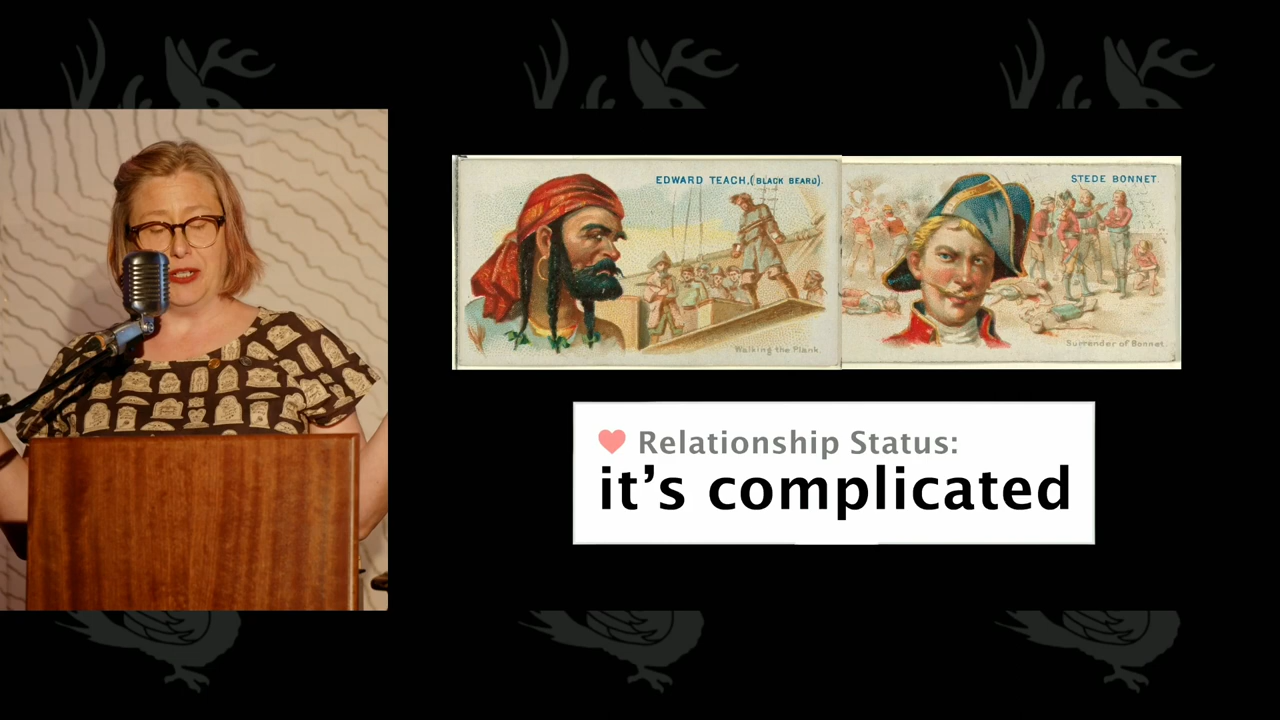 EDWARD TEACH,(BLACK BEARD).
Walking the Plank.
STEDE BONNET.
Surrender of Bonnet.
Relationship Status:
it's complicated